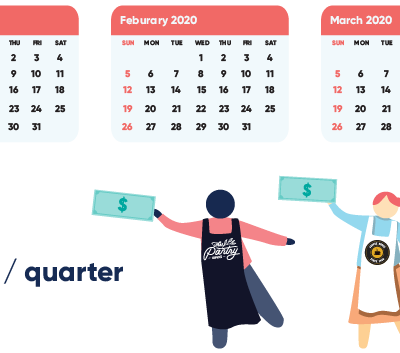 THU FRI SAT
2 3 4
9 10 11
16 17 18
23 24 25
30 31
Feburary 2020
SUN MON TUE WED THU FRI SAT
1 2 3 4
5 6 7 8 9 10 11
12 13 14 15 16 17 18
19 20 21 22 23 24 25
26 27 28 29 30 31
March 2020
SUN MON TUE
5 6 7
12 13 14
19 20 21
26 27 28
$
$
Pantry
/ quarter